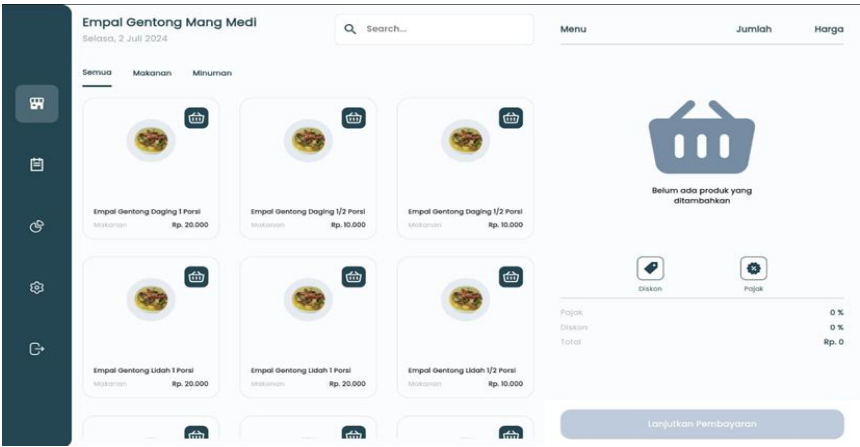 Empal Gentong Mang Medi
Selasa, 2 Juli 2024
Search...
Semua Makanan Minuman
Empal Gentong Daging 1 Porsi
Makanan Rp. 20.000
Empal Gentong Daging 1/2 Porsi
Makanan Rp. 10.000
Empal Gentong Daging 1/2 Porsi
Makanan Rp. 10.000
Empal Gentong Lidah 1 Porsi
Makanan Rp. 20.000
Empal Gentong Lidah 1 Porsi
Makanan Rp. 20.000
Empal Gentong Lidah 1/2 Porsi
Makanan Rp. 10.000
Menu Jumlah Harga
Belum ada produk yang
ditambahkan
Diskon Pajak
Pajak 0 %
Diskon 0 %
Total Rp. 0
Lanjutkan Pembayaran